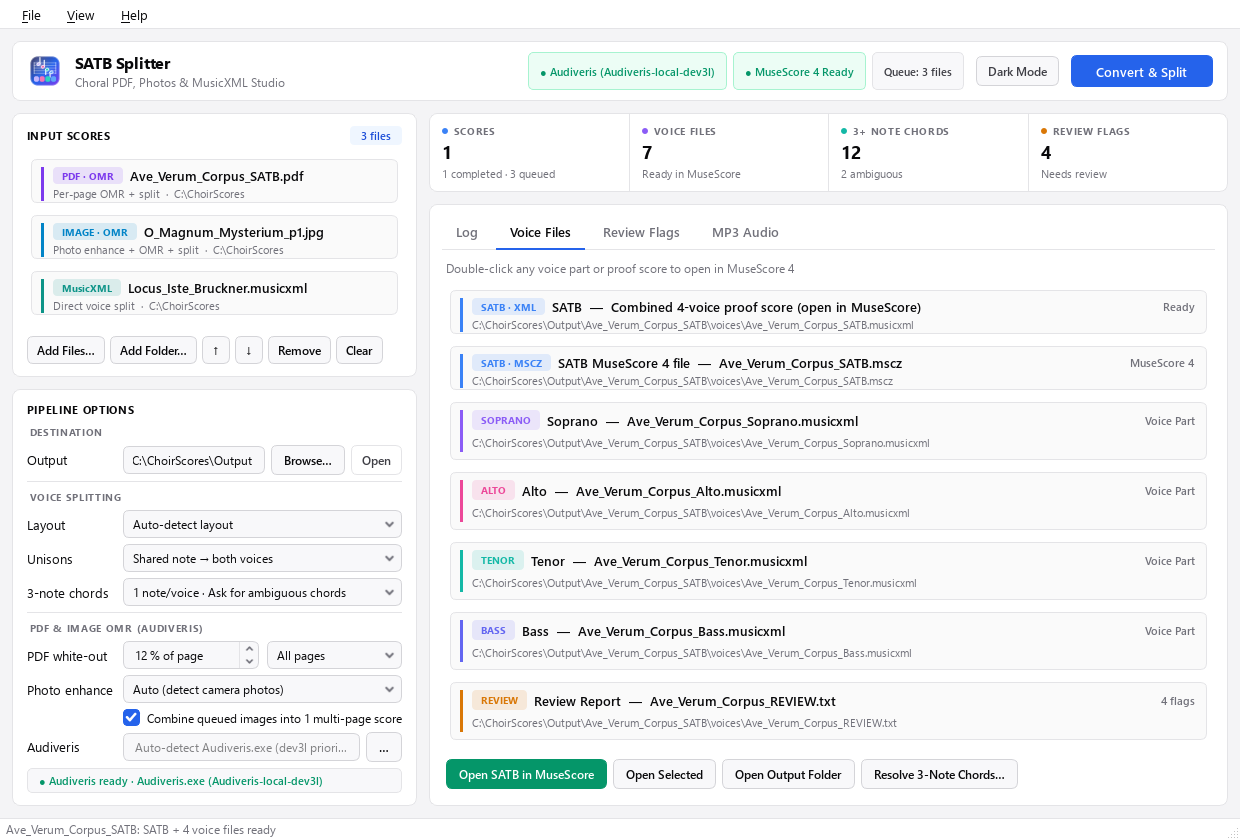 File View Help
SATB Splitter
Choral PDF, Photos & MusicXML Studio
● Audiveris (Audiveris-local-dev3l)
● MuseScore 4 Ready
Queue: 3 files
Dark Mode
Convert & Split
INPUT SCORES
3 files
PDF · OMR Ave_Verum_Corpus_SATB.pdf
Per-page OMR + split · C:\ChoirScores
IMAGE · OMR O_Magnum_Mysterium_p1.jpg
Photo enhance + OMR + split · C:\ChoirScores
MusicXML Locus_Iste_Bruckner.musicxml
Direct voice split · C:\ChoirScores
Add Files... Add Folder... ↑ ↓ Remove Clear
PIPELINE OPTIONS
DESTINATION
Output C:\ChoirScores\Output Browse... Open
VOICE SPLITTING
Layout Auto-detect layout
Unisons Shared note → both voices
3-note chords 1 note/voice · Ask for ambiguous chords
PDF & IMAGE OMR (AUDIVERIS)
PDF white-out 12 % of page All pages
Photo enhance Auto (detect camera photos)
Combine queued images into 1 multi-page score
Audiveris Auto-detect Audiveris.exe (dev3l priori... ...
● Audiveris ready · Audiveris.exe (Audiveris-local-dev3l)
● SCORES
1
1 completed · 3 queued
● VOICE FILES
7
Ready in MuseScore
● 3+ NOTE CHORDS
12
2 ambiguous
● REVIEW FLAGS
4
Needs review
Log Voice Files Review Flags MP3 Audio
Double-click any voice part or proof score to open in MuseScore 4
SATB · XML SATB — Combined 4-voice proof score (open in MuseScore) Ready
C:\ChoirScores\Output\Ave_Verum_Corpus_SATB\voices\Ave_Verum_Corpus_SATB.musicxml
SATB · MSCZ SATB MuseScore 4 file — Ave_Verum_Corpus_SATB.mscz MuseScore 4
C:\ChoirScores\Output\Ave_Verum_Corpus_SATB\voices\Ave_Verum_Corpus_SATB.mscz
SOPRANO Soprano — Ave_Verum_Corpus_Soprano.musicxml Voice Part
C:\ChoirScores\Output\Ave_Verum_Corpus_SATB\voices\Ave_Verum_Corpus_Soprano.musicxml
ALTO Alto — Ave_Verum_Corpus_Alto.musicxml Voice Part
C:\ChoirScores\Output\Ave_Verum_Corpus_SATB\voices\Ave_Verum_Corpus_Alto.musicxml
TENOR Tenor — Ave_Verum_Corpus_Tenor.musicxml Voice Part
C:\ChoirScores\Output\Ave_Verum_Corpus_SATB\voices\Ave_Verum_Corpus_Tenor.musicxml
BASS Bass — Ave_Verum_Corpus_Bass.musicxml Voice Part
C:\ChoirScores\Output\Ave_Verum_Corpus_SATB\voices\Ave_Verum_Corpus_Bass.musicxml
REVIEW Review Report — Ave_Verum_Corpus_REVIEW.txt 4 flags
C:\ChoirScores\Output\Ave_Verum_Corpus_SATB\voices\Ave_Verum_Corpus_REVIEW.txt
Open SATB in MuseScore Open Selected Open Output Folder Resolve 3-Note Chords...
Ave_Verum_Corpus_SATB: SATB + 4 voice files ready